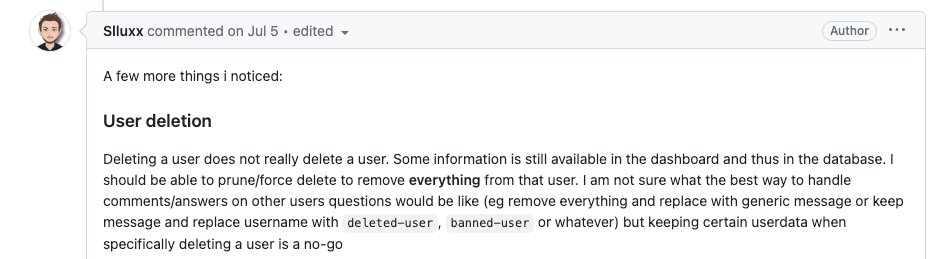 Slluxx commented on Jul 5 • edited
Author
A few more things i noticed:
User deletion
Deleting a user does not really delete a user. Some information is still available in the dashboard and thus in the database. I
should be able to prune/force delete to remove everything from that user. I am not sure what the best way to handle
comments/answers on other users questions would be like (eg remove everything and replace with generic message or keep
message and replace username with deleted-user, banned-user or whatever) but keeping certain userdata when
specifically deleting a user is a no-go